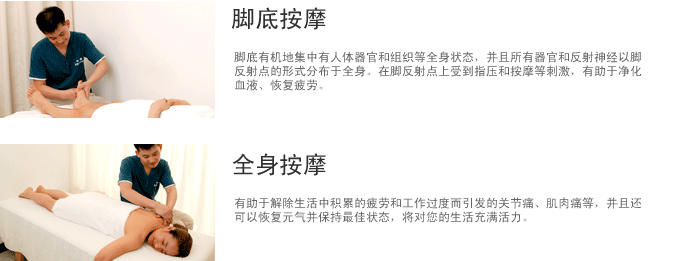 脚底按摩
脚底有机地集中有人体器官和组织等全身状态，并且所有器官和反射神经以脚
反射点的形式分布于全身。在脚反射点上受到指压和按摩等刺激，有助于净化
血液、恢复疲劳。
全身按摩
有助于解除生活中积累的疲劳和工作过度而引发的关节痛、肌肉痛等，并且还
可以恢复元气并保持最佳状态，将对您的生活充满活力。